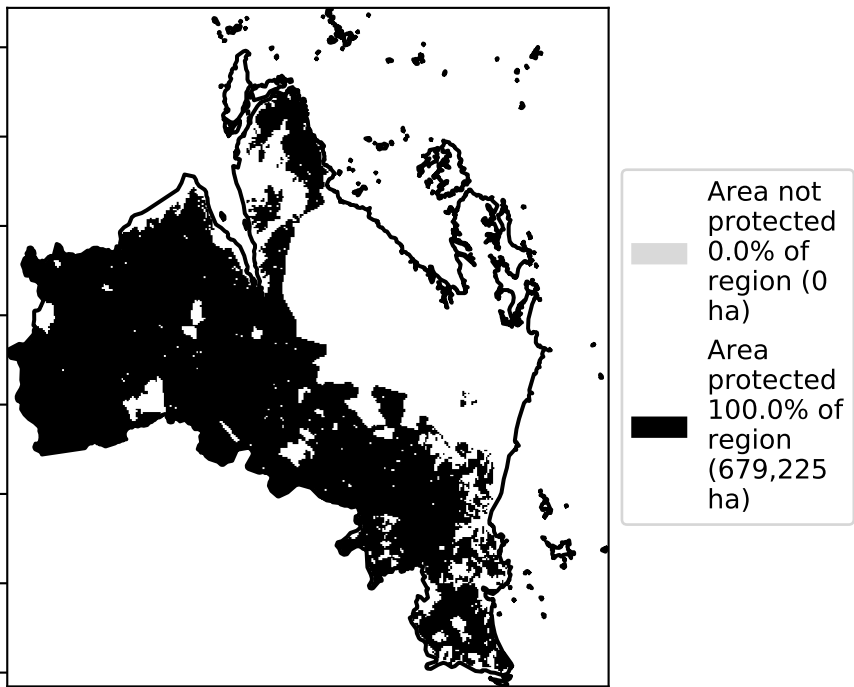 Area not
protected
0.0% of
region (0
ha)
Area
protected
100.0% of
region
(679,225
ha)